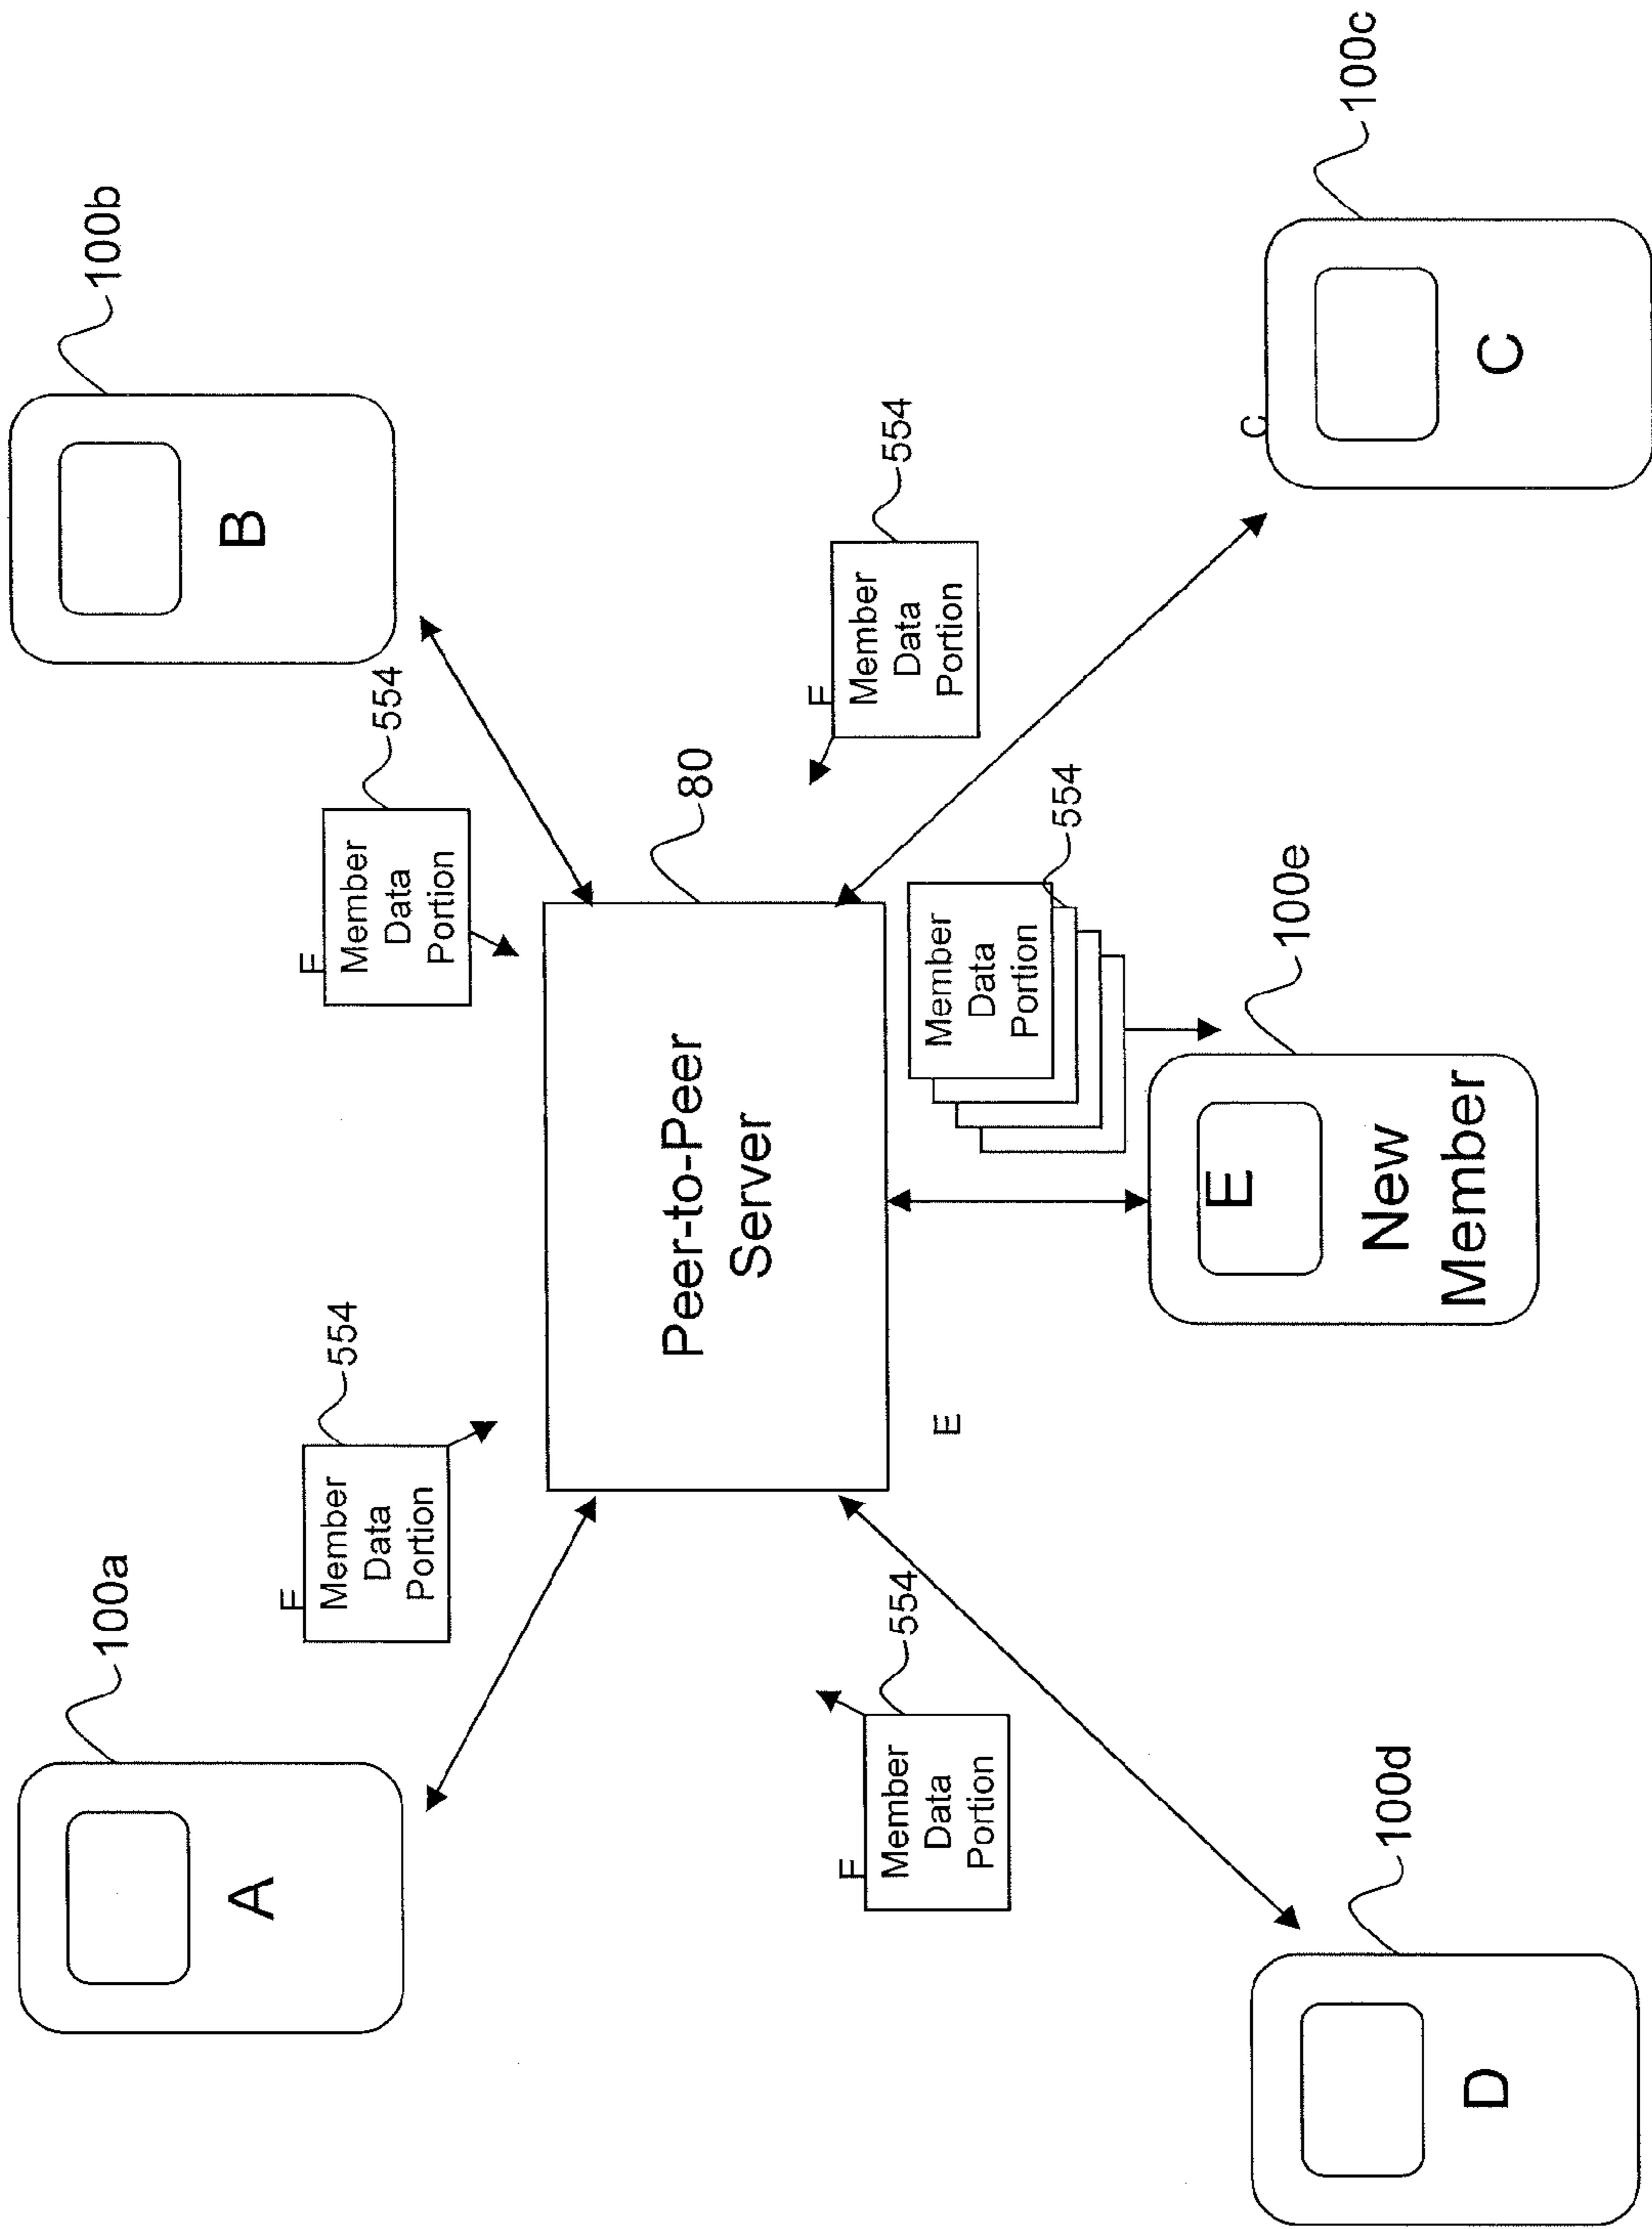 100a
100b
A
B
554
Member
Data
Portion
554
Member
Data
Portion
80
Peer-to-Peer
Server
554
Member
Data
Portion
554
Member
Data
Portion
E
554
Member
Data
Portion
100e
E
New
Member
100d
D
C
100c
C